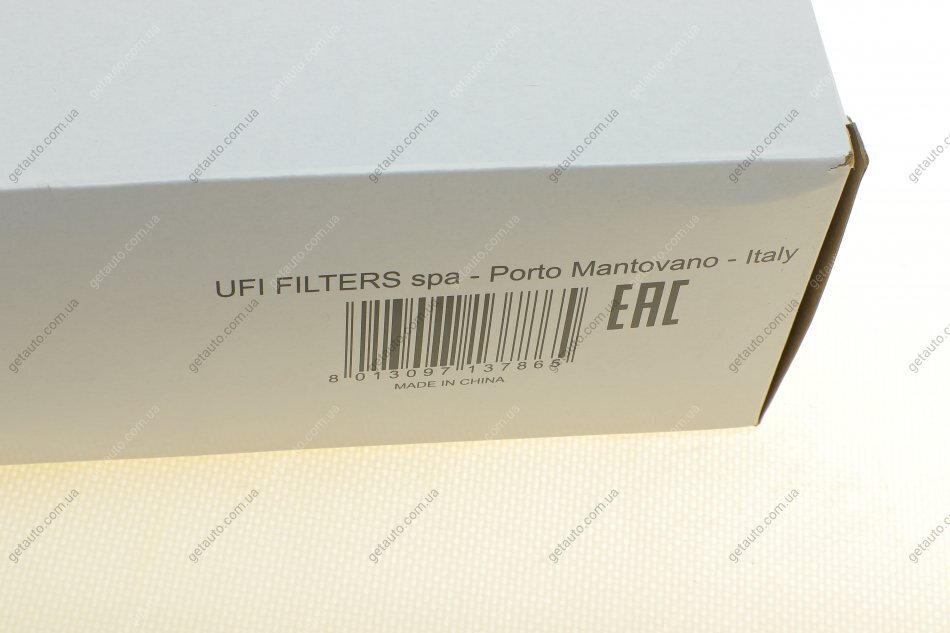 UFI FILTERS spa - Porto Mantovano - Italy
EAC
8 013097 137865
MADE IN CHINA
getauto.com.ua